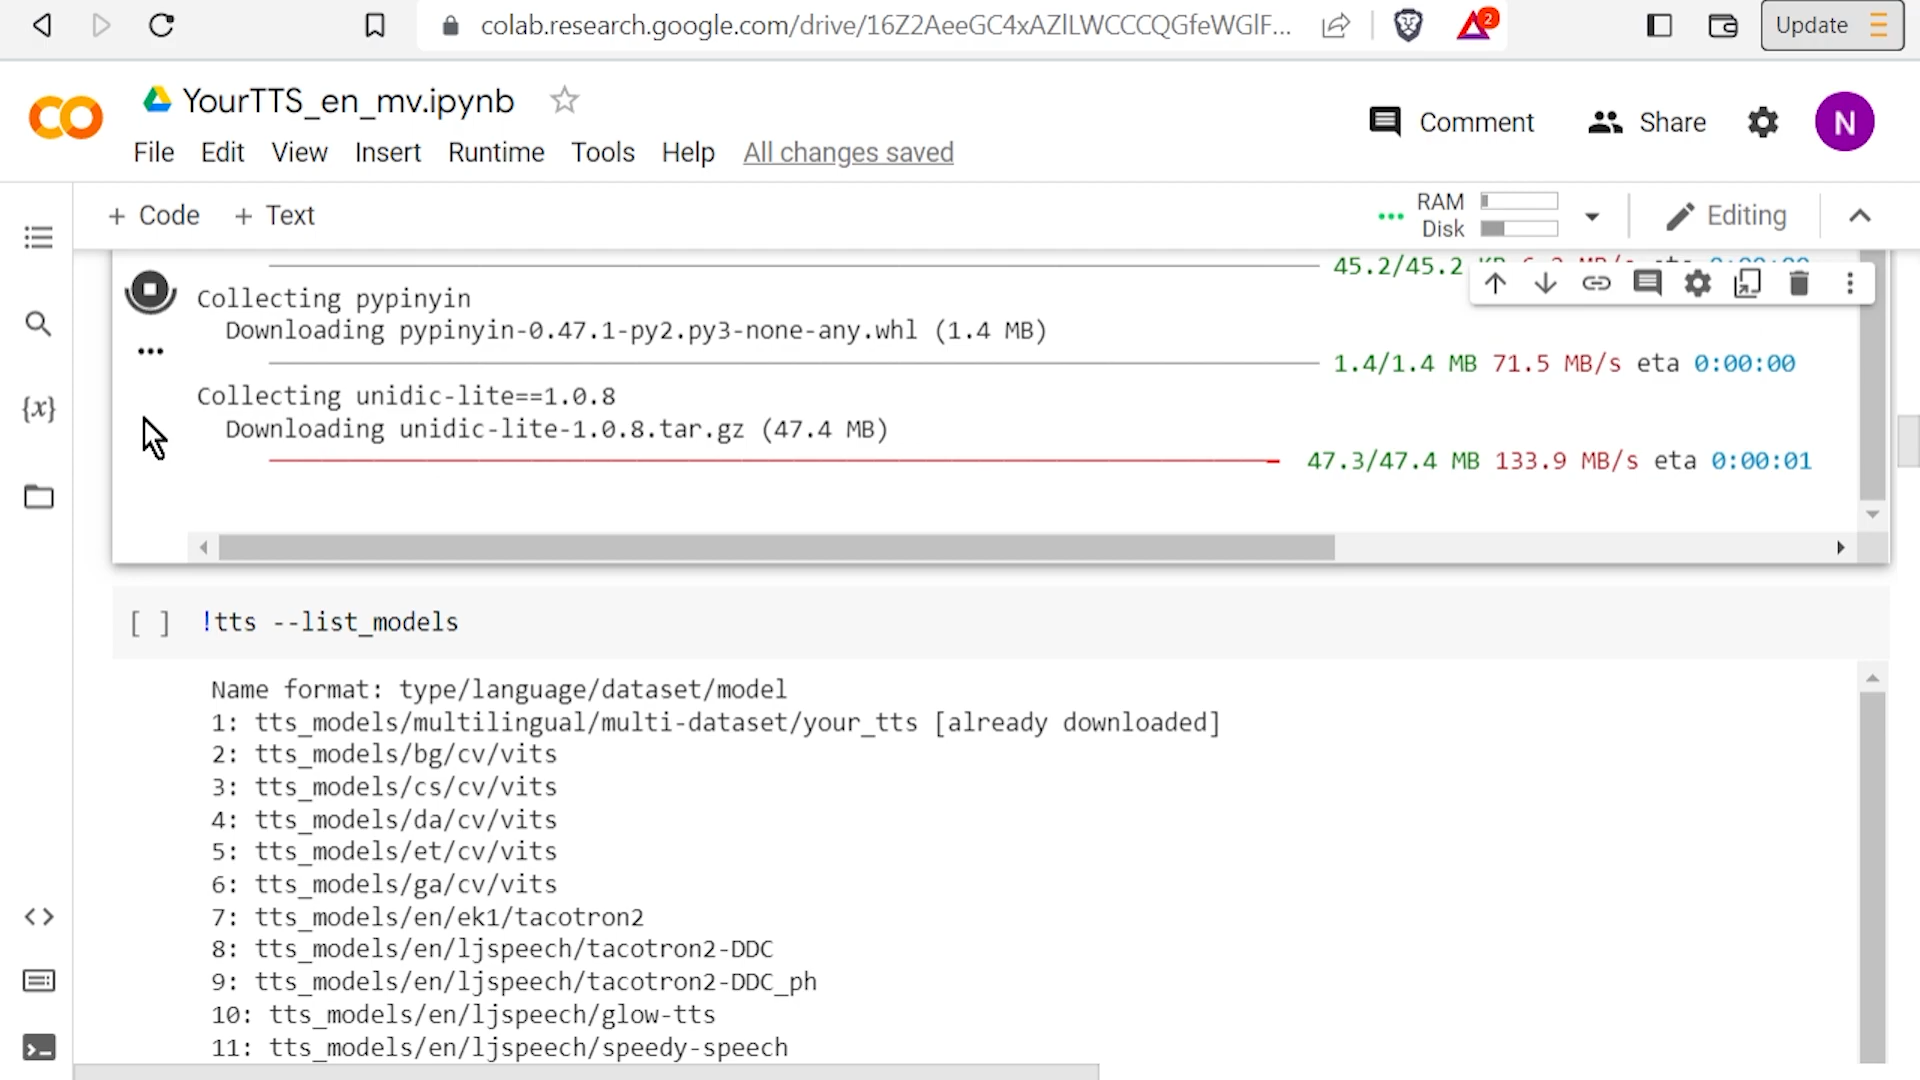 colab.research.google.com/drive/16Z2AeeGC4xAZlLWCCCQGfeWGlF...
2
Update
YourTTS_en_mv.ipynb
Comment
Share
N
File Edit View Insert Runtime Tools Help All changes saved
+ Code + Text
RAM
Disk
Editing
45.2/45.2
Collecting pypinyin
Downloading pypinyin-0.47.1-py2.py3-none-any.whl (1.4 MB)
1.4/1.4 MB 71.5 MB/s eta 0:00:00
Collecting unidic-lite==1.0.8
Downloading unidic-lite-1.0.8.tar.gz (47.4 MB)
47.3/47.4 MB 133.9 MB/s eta 0:00:01
{x}
[ ] !tts --list_models
Name format: type/language/dataset/model
1: tts_models/multilingual/multi-dataset/your_tts [already downloaded]
2: tts_models/bg/cv/vits
3: tts_models/cs/cv/vits
4: tts_models/da/cv/vits
5: tts_models/et/cv/vits
6: tts_models/ga/cv/vits
7: tts_models/en/ek1/tacotron2
8: tts_models/en/ljspeech/tacotron2-DDC
9: tts_models/en/ljspeech/tacotron2-DDC_ph
10: tts_models/en/ljspeech/glow-tts
11: tts_models/en/ljspeech/speedy-speech